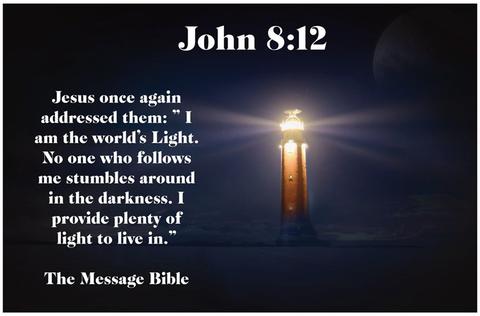 John 8:12
Jesus once again
addressed them: ” I
am the world’s Light.
No one who follows
me stumbles around
in the darkness. I
provide plenty of
light to live in.”
The Message Bible